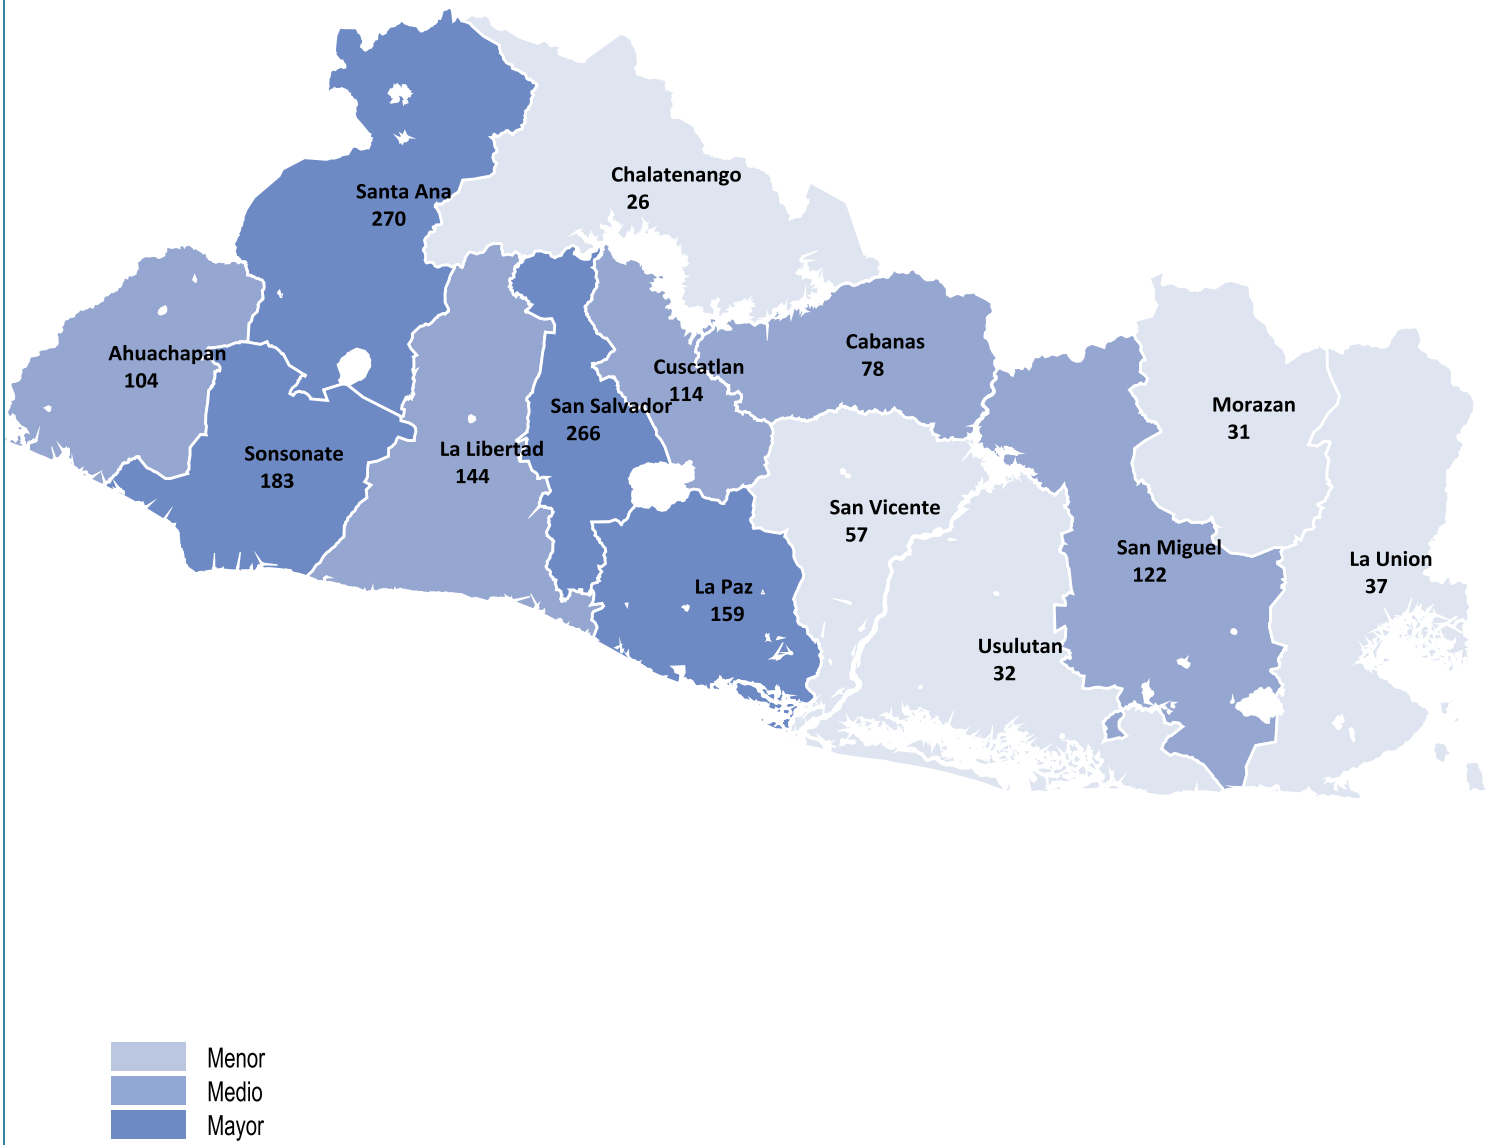 Chalatenango
26
Santa Ana
270
Ahuachapan
104
Cabanas
78
Cuscatlan
114
San Salvador
266
Morazan
31
Sonsonate
183
La Libertad
144
San Vicente
57
San Miguel
122
La Union
37
La Paz
159
Usulutan
32
Menor
Medio
Mayor